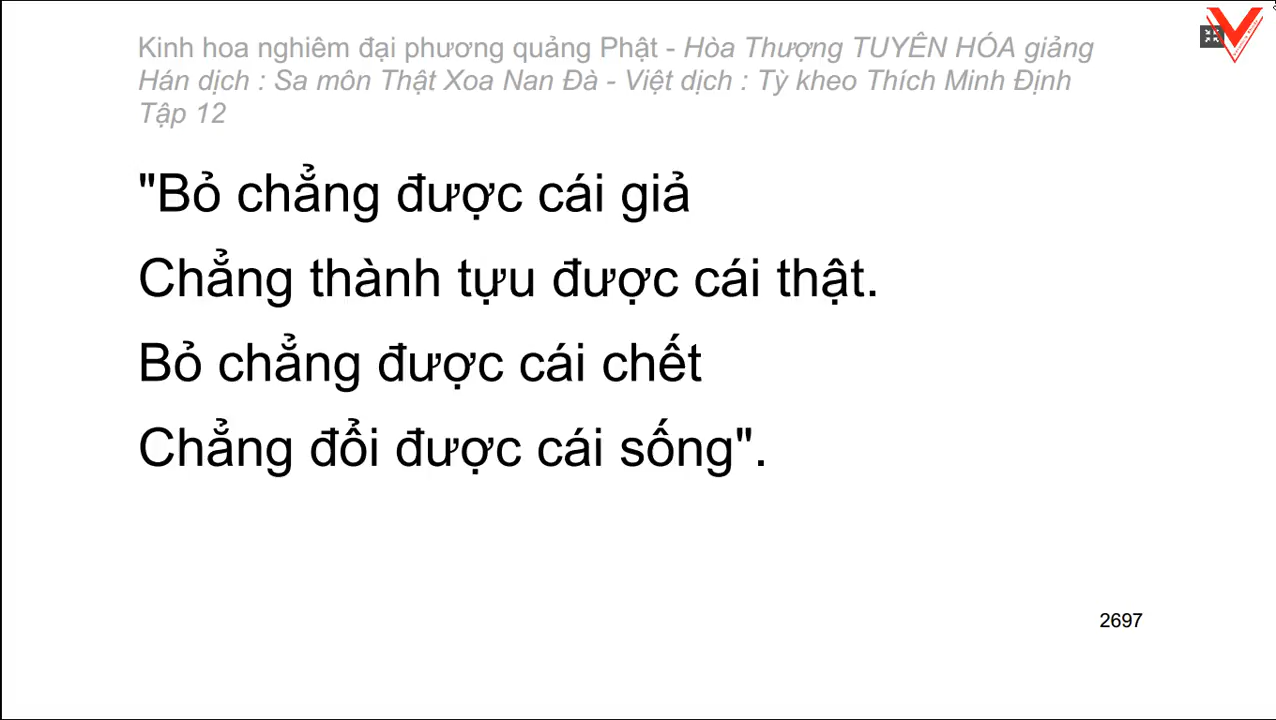 Kinh hoa nghiêm đại phương quảng Phật - Hòa Thượng TUYÊN HÓA giảng
Hán dịch : Sa môn Thật Xoa Nan Đà - Việt dịch : Tỳ kheo Thích Minh Định
Tập 12
"Bỏ chẳng được cái giả
Chẳng thành tựu được cái thật.
Bỏ chẳng được cái chết
Chẳng đổi được cái sống".
2697